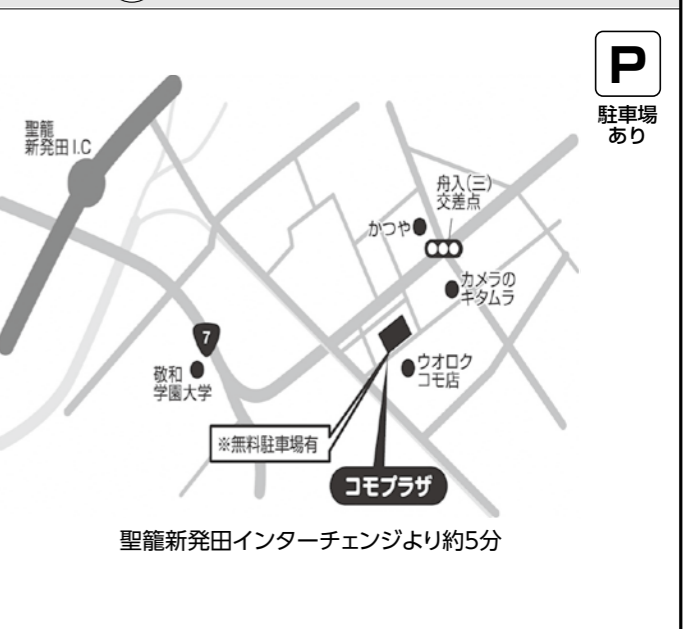 P
駐車場
あり
聖籠
新発田I.C
舟入(三)
交差点
かつや
カメラの
キタムラ
7
敬和
学園大学
ウオロク
コモ店
※無料駐車場有
コモプラザ
聖籠新発田インターチェンジより約5分